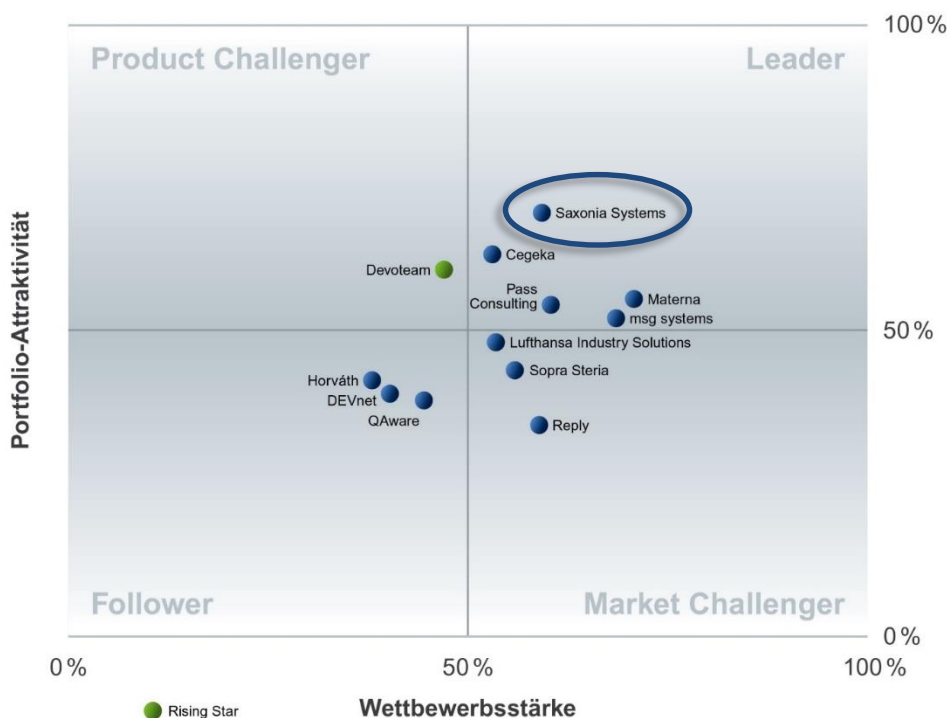 100 %
Product Challenger
Leader
Saxonia Systems
Cegeka
Devoteam
Pass
Consulting
Materna
msg systems
50 %
Lufthansa Industry Solutions
Sopra Steria
Horváth
DEVnet
QAware
Reply
Follower
Market Challenger
0 %
0 %
50 %
100 %
Portfolio-Attraktivität
Wettbewerbsstärke
Rising Star